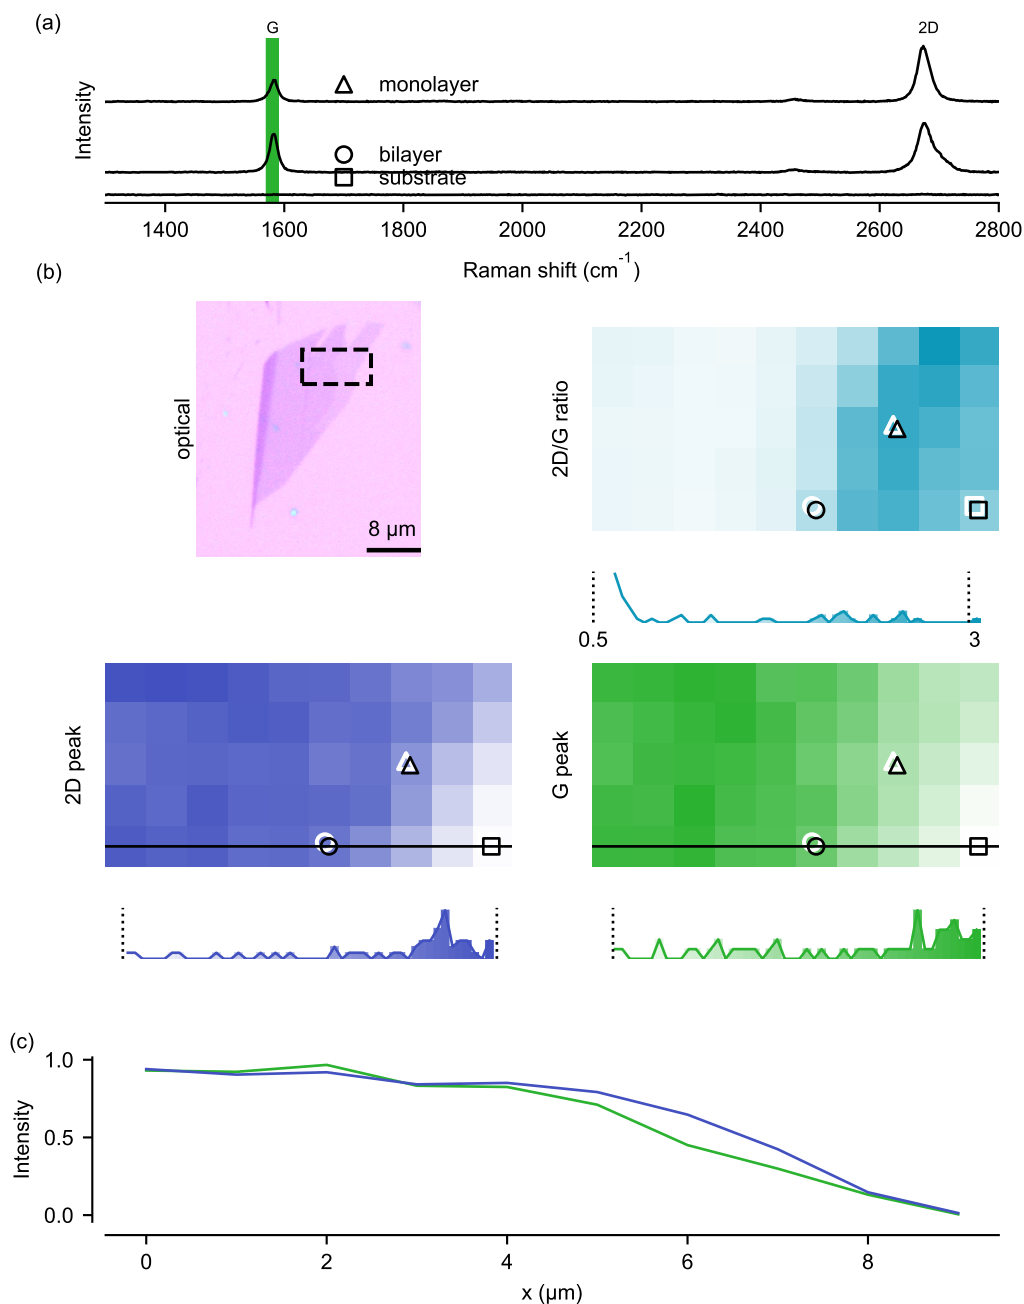 (a)
G
2D
monolayer
bilayer
substrate
Intensity
1400 1600 1800 2000 2200 2400 2600 2800
Raman shift (cm⁻¹)
(b)
optical
8 µm
2D/G ratio
0.5 3
2D peak
G peak
(c)
1.0
0.5
0.0
Intensity
0 2 4 6 8
x (µm)